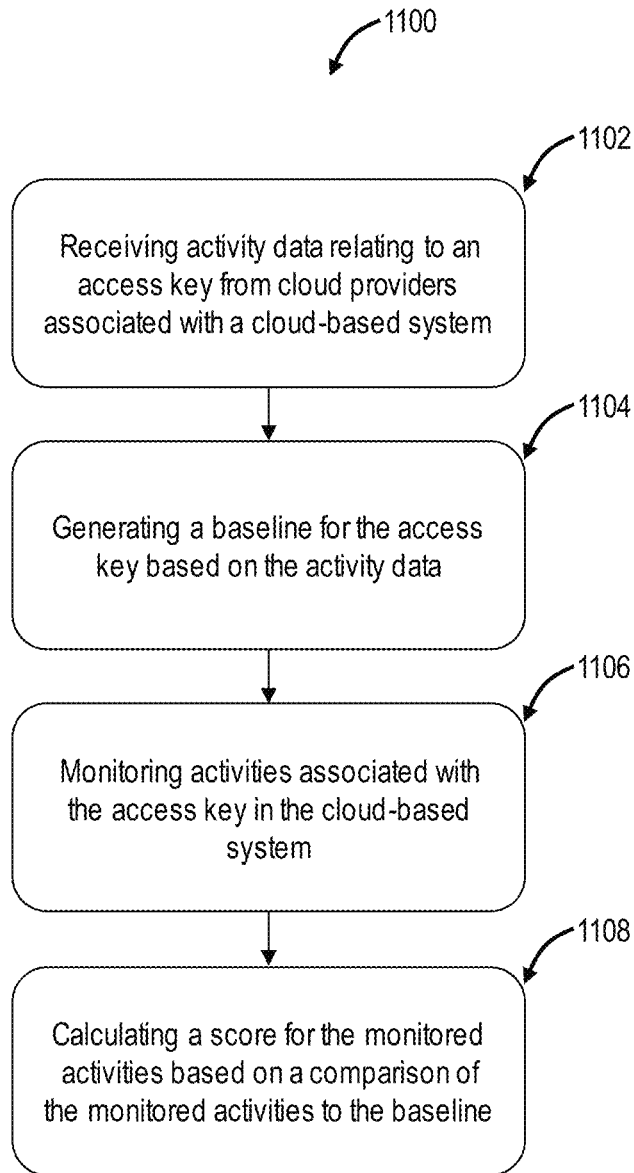 1100
1102
Receiving activity data relating to an
access key from cloud providers
associated with a cloud-based system
1104
Generating a baseline for the access
key based on the activity data
1106
Monitoring activities associated with
the access key in the cloud-based
system
1108
Calculating a score for the monitored
activities based on a comparison of
the monitored activities to the baseline